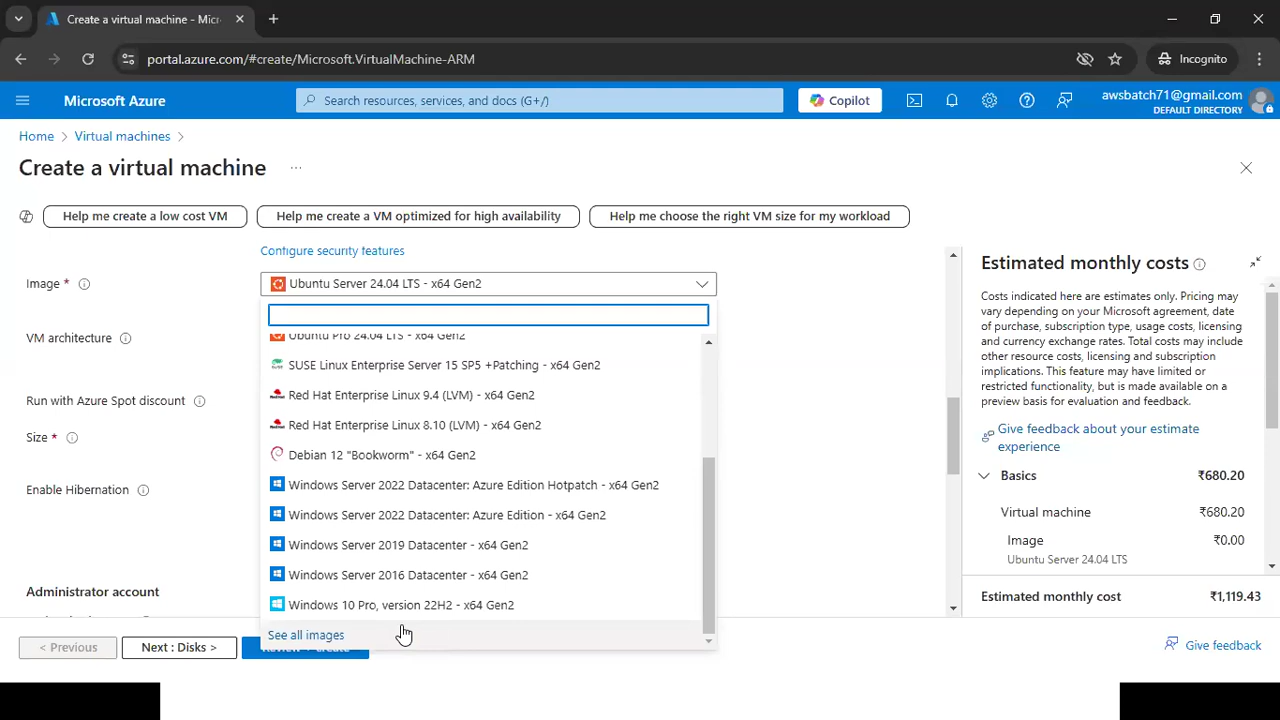 Create a virtual machine - Micr
portal.azure.com/#create/Microsoft.VirtualMachine-ARM
Incognito
Microsoft Azure
Search resources, services, and docs (G+/)
Copilot
awsbatch71@gmail.com
DEFAULT DIRECTORY
Home > Virtual machines >
Create a virtual machine
Help me create a low cost VM
Help me create a VM optimized for high availability
Help me choose the right VM size for my workload
Configure security features
Image *
Ubuntu Server 24.04 LTS - x64 Gen2
VM architecture
Ubuntu Pro 24.04 LTS - x64 Gen2
SUSE Linux Enterprise Server 15 SP5 +Patching - x64 Gen2
Run with Azure Spot discount
Red Hat Enterprise Linux 9.4 (LVM) - x64 Gen2
Red Hat Enterprise Linux 8.10 (LVM) - x64 Gen2
Size *
Debian 12 "Bookworm" - x64 Gen2
Windows Server 2022 Datacenter: Azure Edition Hotpatch - x64 Gen2
Enable Hibernation
Windows Server 2022 Datacenter: Azure Edition - x64 Gen2
Windows Server 2019 Datacenter - x64 Gen2
Windows Server 2016 Datacenter - x64 Gen2
Administrator account
Windows 10 Pro, version 22H2 - x64 Gen2
See all images
< Previous
Next : Disks >
Review + create
Estimated monthly costs
Costs indicated here are estimates only. Pricing may
vary depending on your Microsoft agreement, date
of purchase, subscription type, usage costs, licensing
and currency exchange rates. Total costs may include
other resource costs, licensing and subscription
implications. This feature may have limited or
restricted functionality, but is made available on a
preview basis for evaluation and feedback.
Give feedback about your estimate
experience
Basics ₹680.20
Virtual machine ₹680.20
Image ₹0.00
Ubuntu Server 24.04 LTS
Estimated monthly cost ₹1,119.43
Give feedback